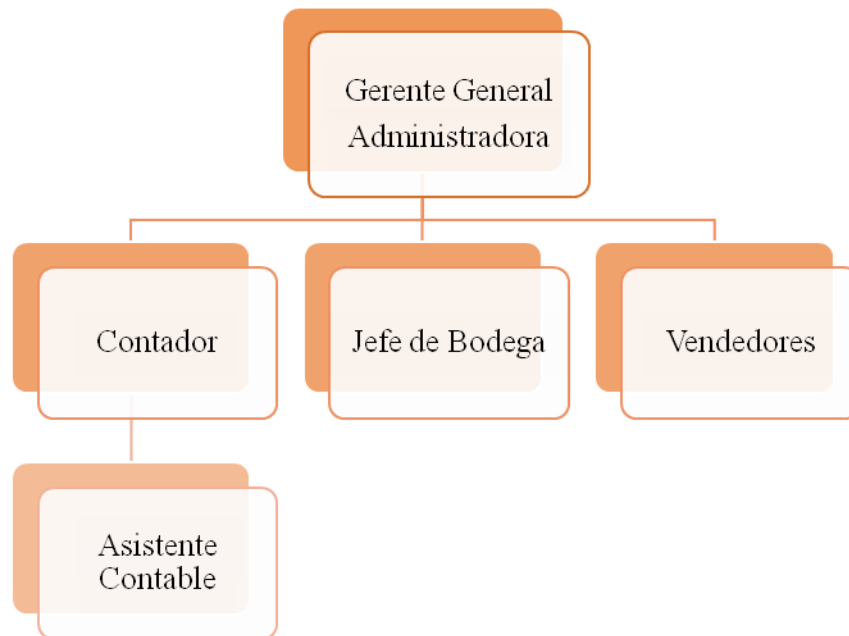 Gerente General
Administradora
Contador
Jefe de Bodega
Vendedores
Asistente
Contable